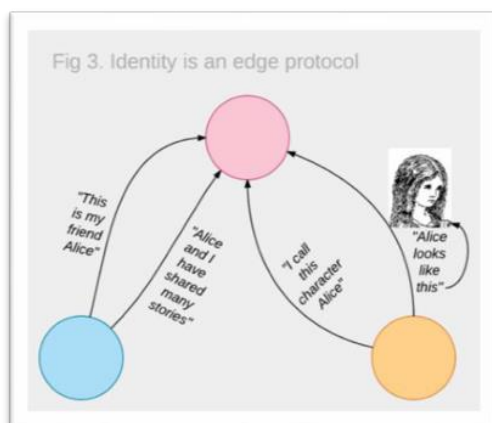 Fig 3. Identity is an edge protocol
"This
is my
friend
Alice"
"Alice
and I
have
shared
many
stories"
"I call
this
character
Alice"
"Alice
looks
like
this"